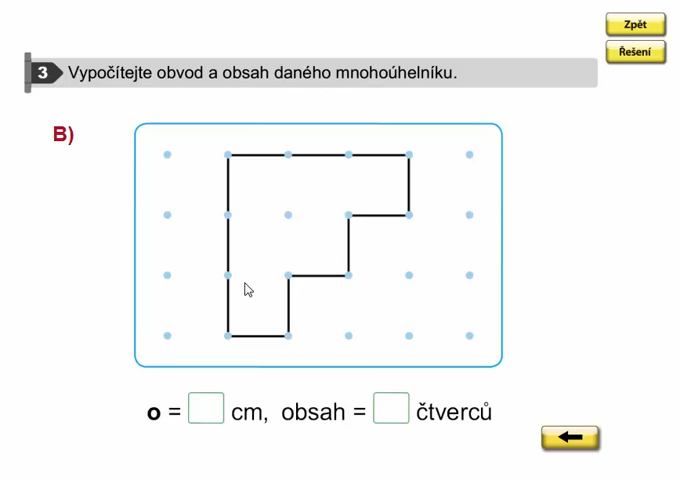 Zpět
Řešení
3 Vypočítejte obvod a obsah daného mnohoúhelníku.
B)
o = cm, obsah = čtverců